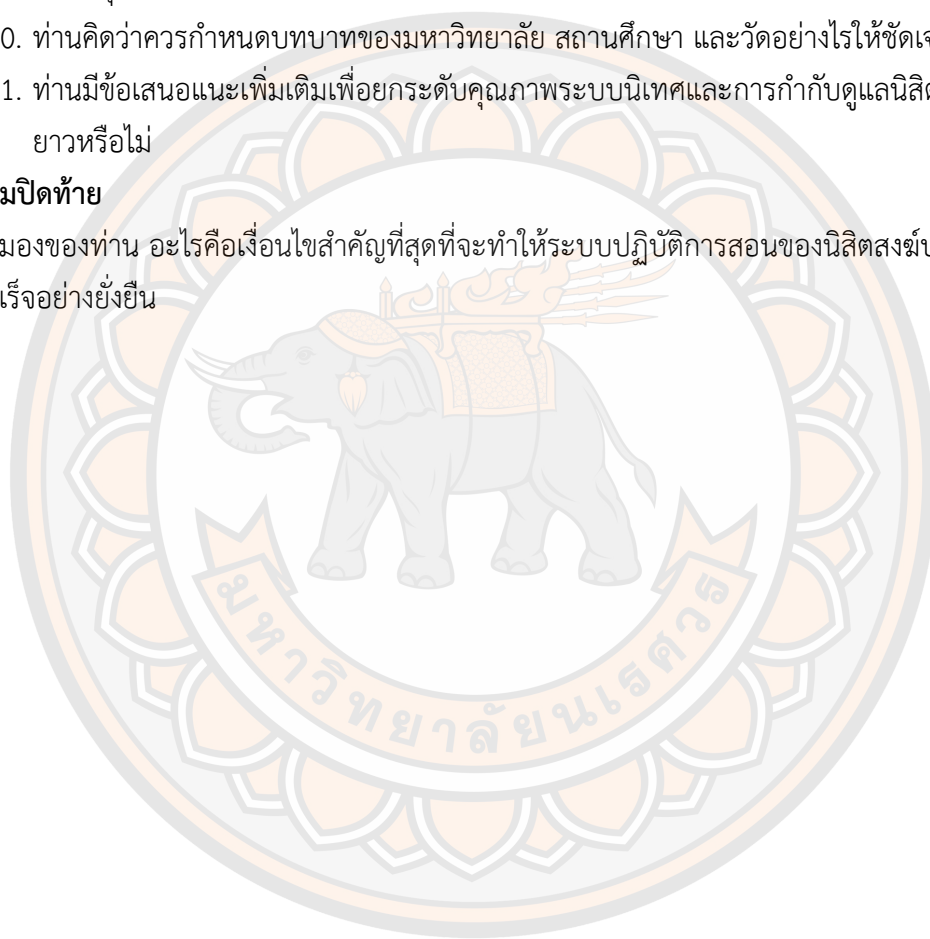 0. ท่านคิดว่าควรกำหนดบทบาทของมหาวิทยาลัย สถานศึกษา และวัดอย่างไรให้ชัดเจ
1. ท่านมีข้อเสนอแนะเพิ่มเติมเพื่อยกระดับคุณภาพระบบนิเทศและการกำกับดูแลนิสิต
ยาวหรือไม่
มปิดท้าย
มองของท่าน อะไรคือเงื่อนไขสำคัญที่สุดที่จะทำให้ระบบปฏิบัติการสอนของนิสิตสงฆ์
เร็จอย่างยั่งยืน
มหาวิทยาลัยนเรศวร